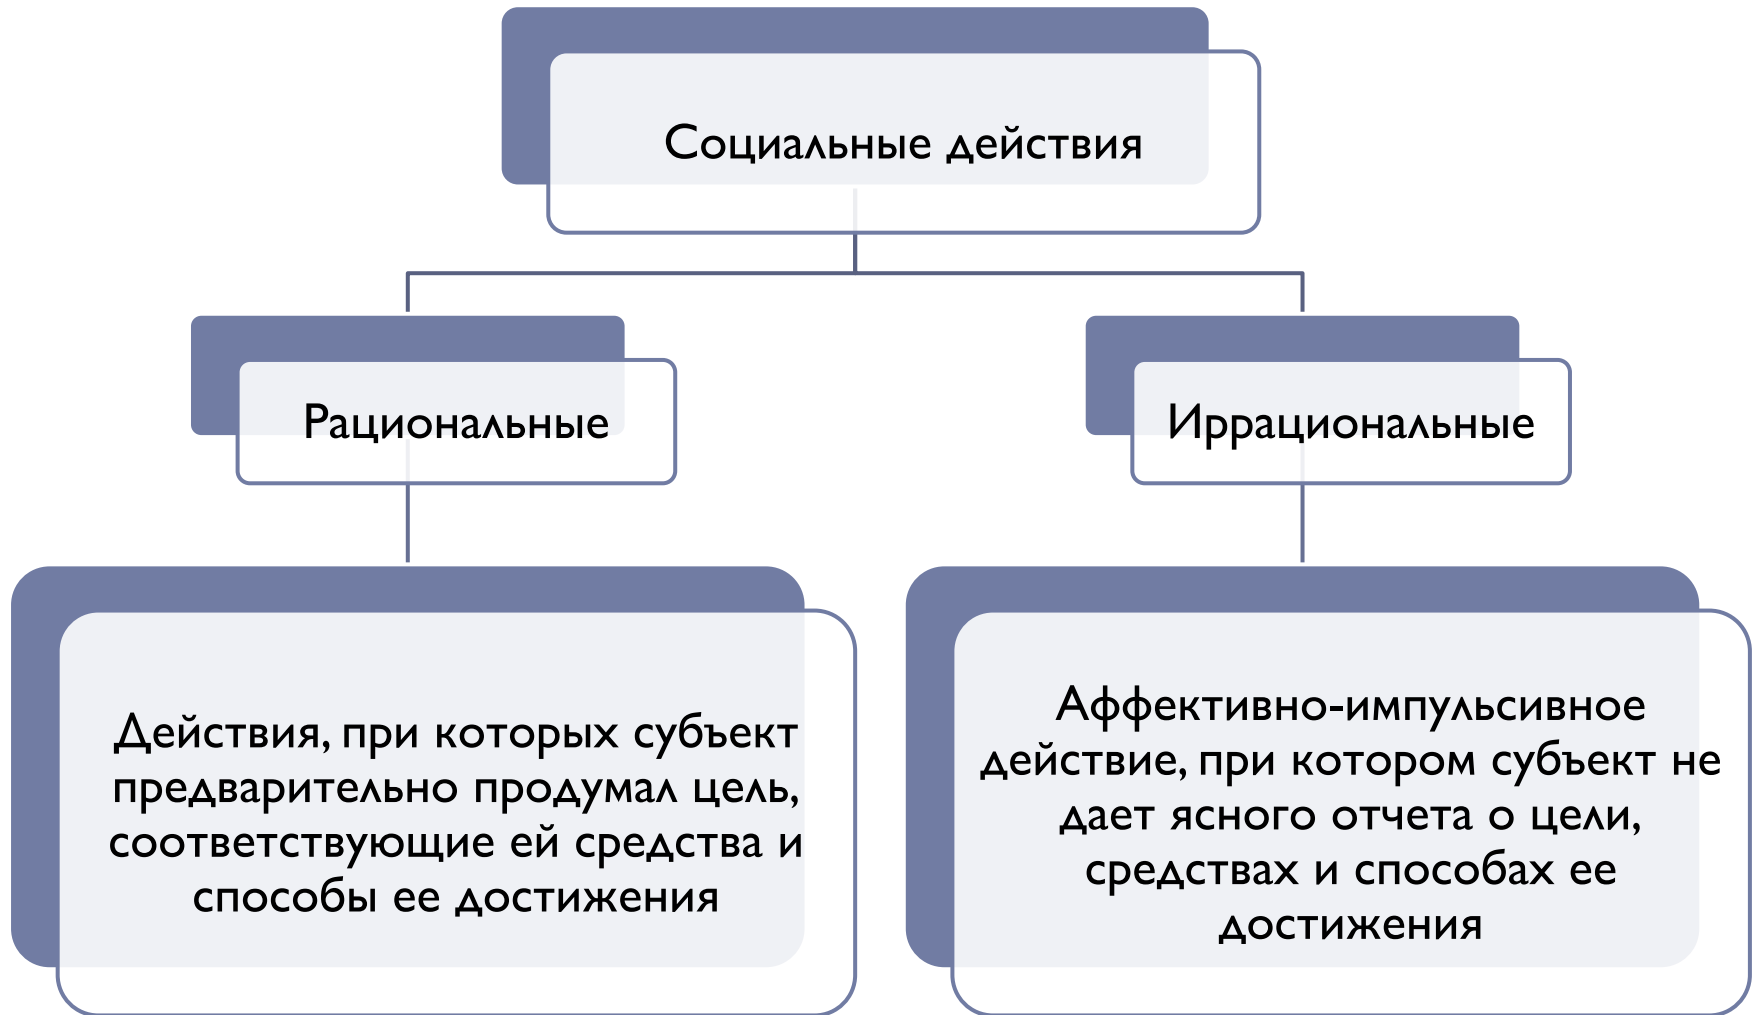 Социальные действия
Рациональные
Иррациональные
Действия, при которых субъект
предварительно продумал цель,
соответствующие ей средства и
способы ее достижения
Аффективно-импульсивное
действие, при котором субъект не
дает ясного отчета о цели,
средствах и способах ее
достижения